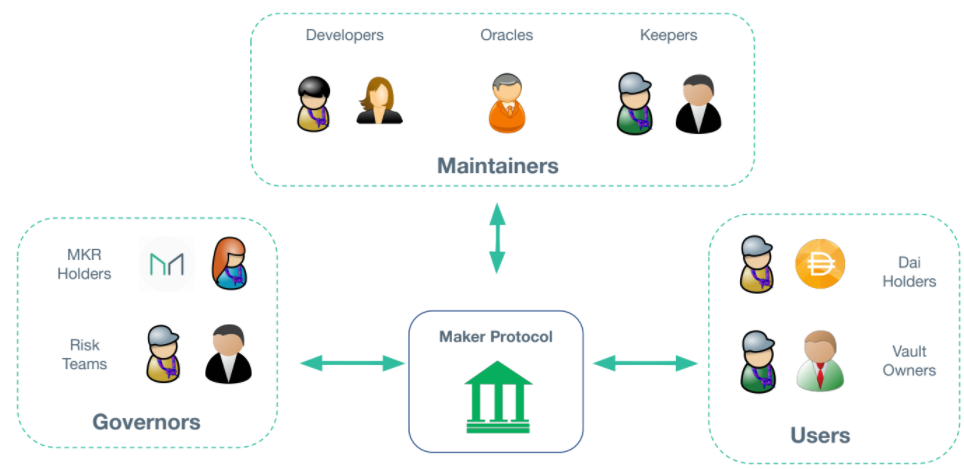 Developers
Oracles
Keepers
Maintainers
MKR
Holders
Risk
Teams
Governors
Maker Protocol
Dai
Holders
Vault
Owners
Users